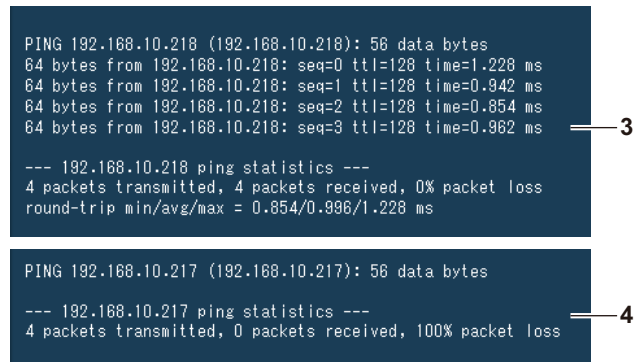 PING 192.168.10.218 (192.168.10.218): 56 data bytes
64 bytes from 192.168.10.218: seq=0 ttl=128 time=1.228 ms
64 bytes from 192.168.10.218: seq=1 ttl=128 time=0.942 ms
64 bytes from 192.168.10.218: seq=2 ttl=128 time=0.854 ms
64 bytes from 192.168.10.218: seq=3 ttl=128 time=0.962 ms
3
--- 192.168.10.218 ping statistics ---
4 packets transmitted, 4 packets received, 0% packet loss
round-trip min/avg/max = 0.854/0.996/1.228 ms
PING 192.168.10.217 (192.168.10.217): 56 data bytes
--- 192.168.10.217 ping statistics ---
4
4 packets transmitted, 0 packets received, 100% packet loss